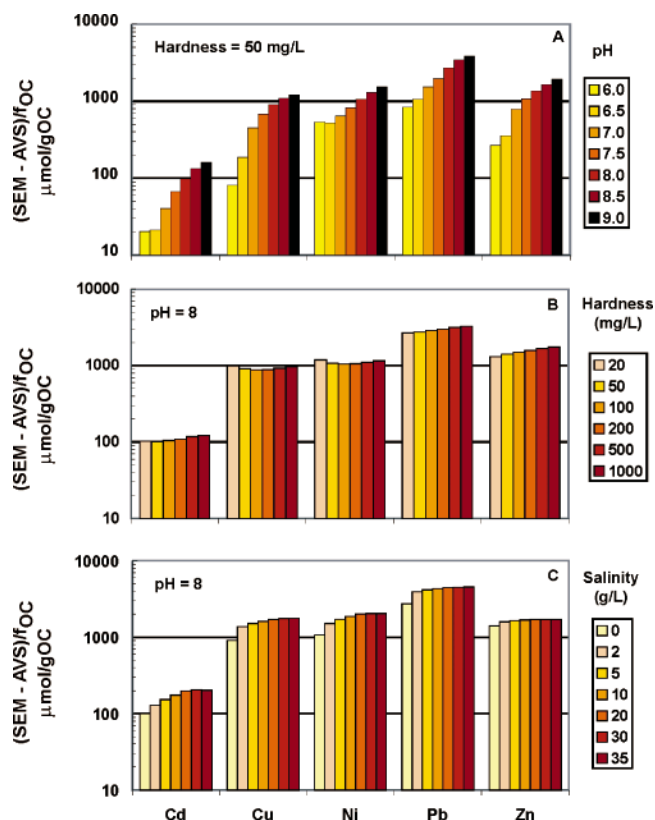 10000
1000
100
10
(SEM - AVS)/fOC
μmol/gOC
Hardness = 50 mg/L
A
pH
6.0
6.5
7.0
7.5
8.0
8.5
9.0
10000
1000
100
10
(SEM - AVS)/fOC
μmol/gOC
pH = 8
B
Hardness
(mg/L)
20
50
100
200
500
1000
10000
1000
100
10
(SEM - AVS)/fOC
μmol/gOC
pH = 8
C
Salinity
(g/L)
0
2
5
10
20
30
35
Cd Cu Ni Pb Zn